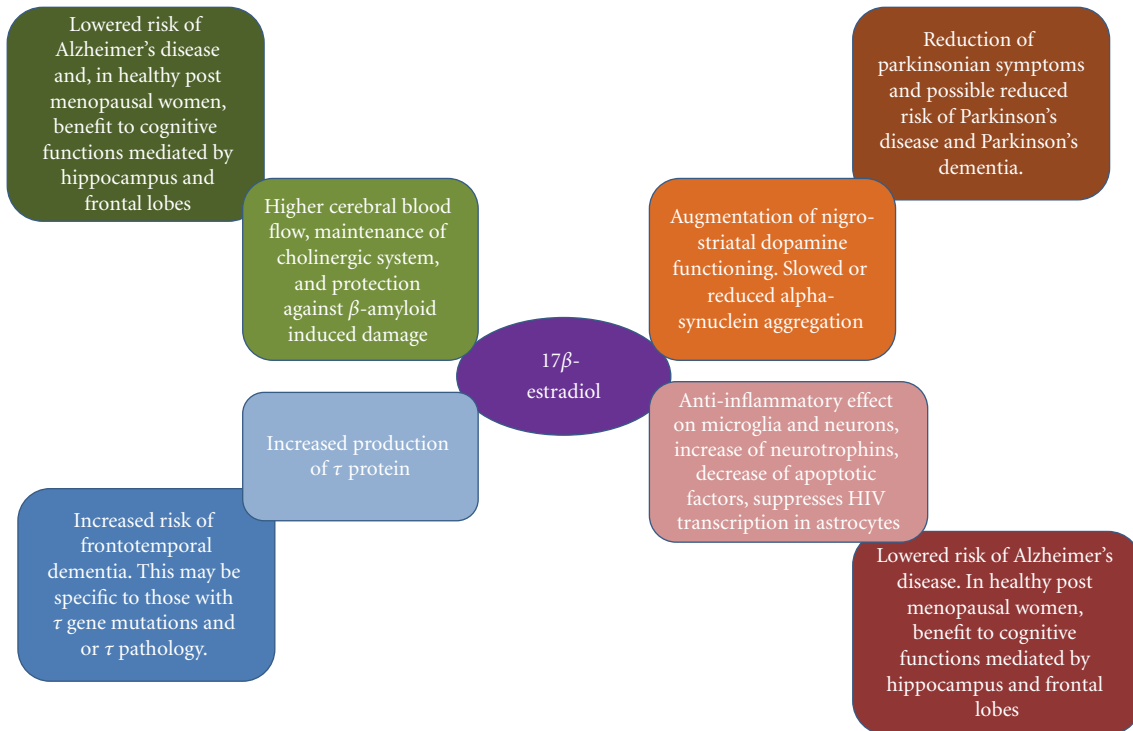 Lowered risk of
Alzheimer’s disease
and, in healthy post
menopausal women,
benefit to cognitive
functions mediated by
hippocampus and
frontal lobes
Higher cerebral blood
flow, maintenance of
cholinergic system,
and protection
against β-amyloid
induced damage
Reduction of
parkinsonian symptoms
and possible reduced
risk of Parkinson’s
disease and Parkinson’s
dementia.
Augmentation of nigro-
striatal dopamine
functioning. Slowed or
reduced alpha-
synuclein aggregation
17β-
estradiol
Increased production
of τ protein
Increased risk of
frontotemporal
dementia. This may be
specific to those with
τ gene mutations and
or τ pathology.
Anti-inflammatory effect
on microglia and neurons,
increase of neurotrophins,
decrease of apoptotic
factors, suppresses HIV
transcription in astrocytes
Lowered risk of Alzheimer’s
disease. In healthy post
menopausal women,
benefit to cognitive
functions mediated by
hippocampus and frontal
lobes